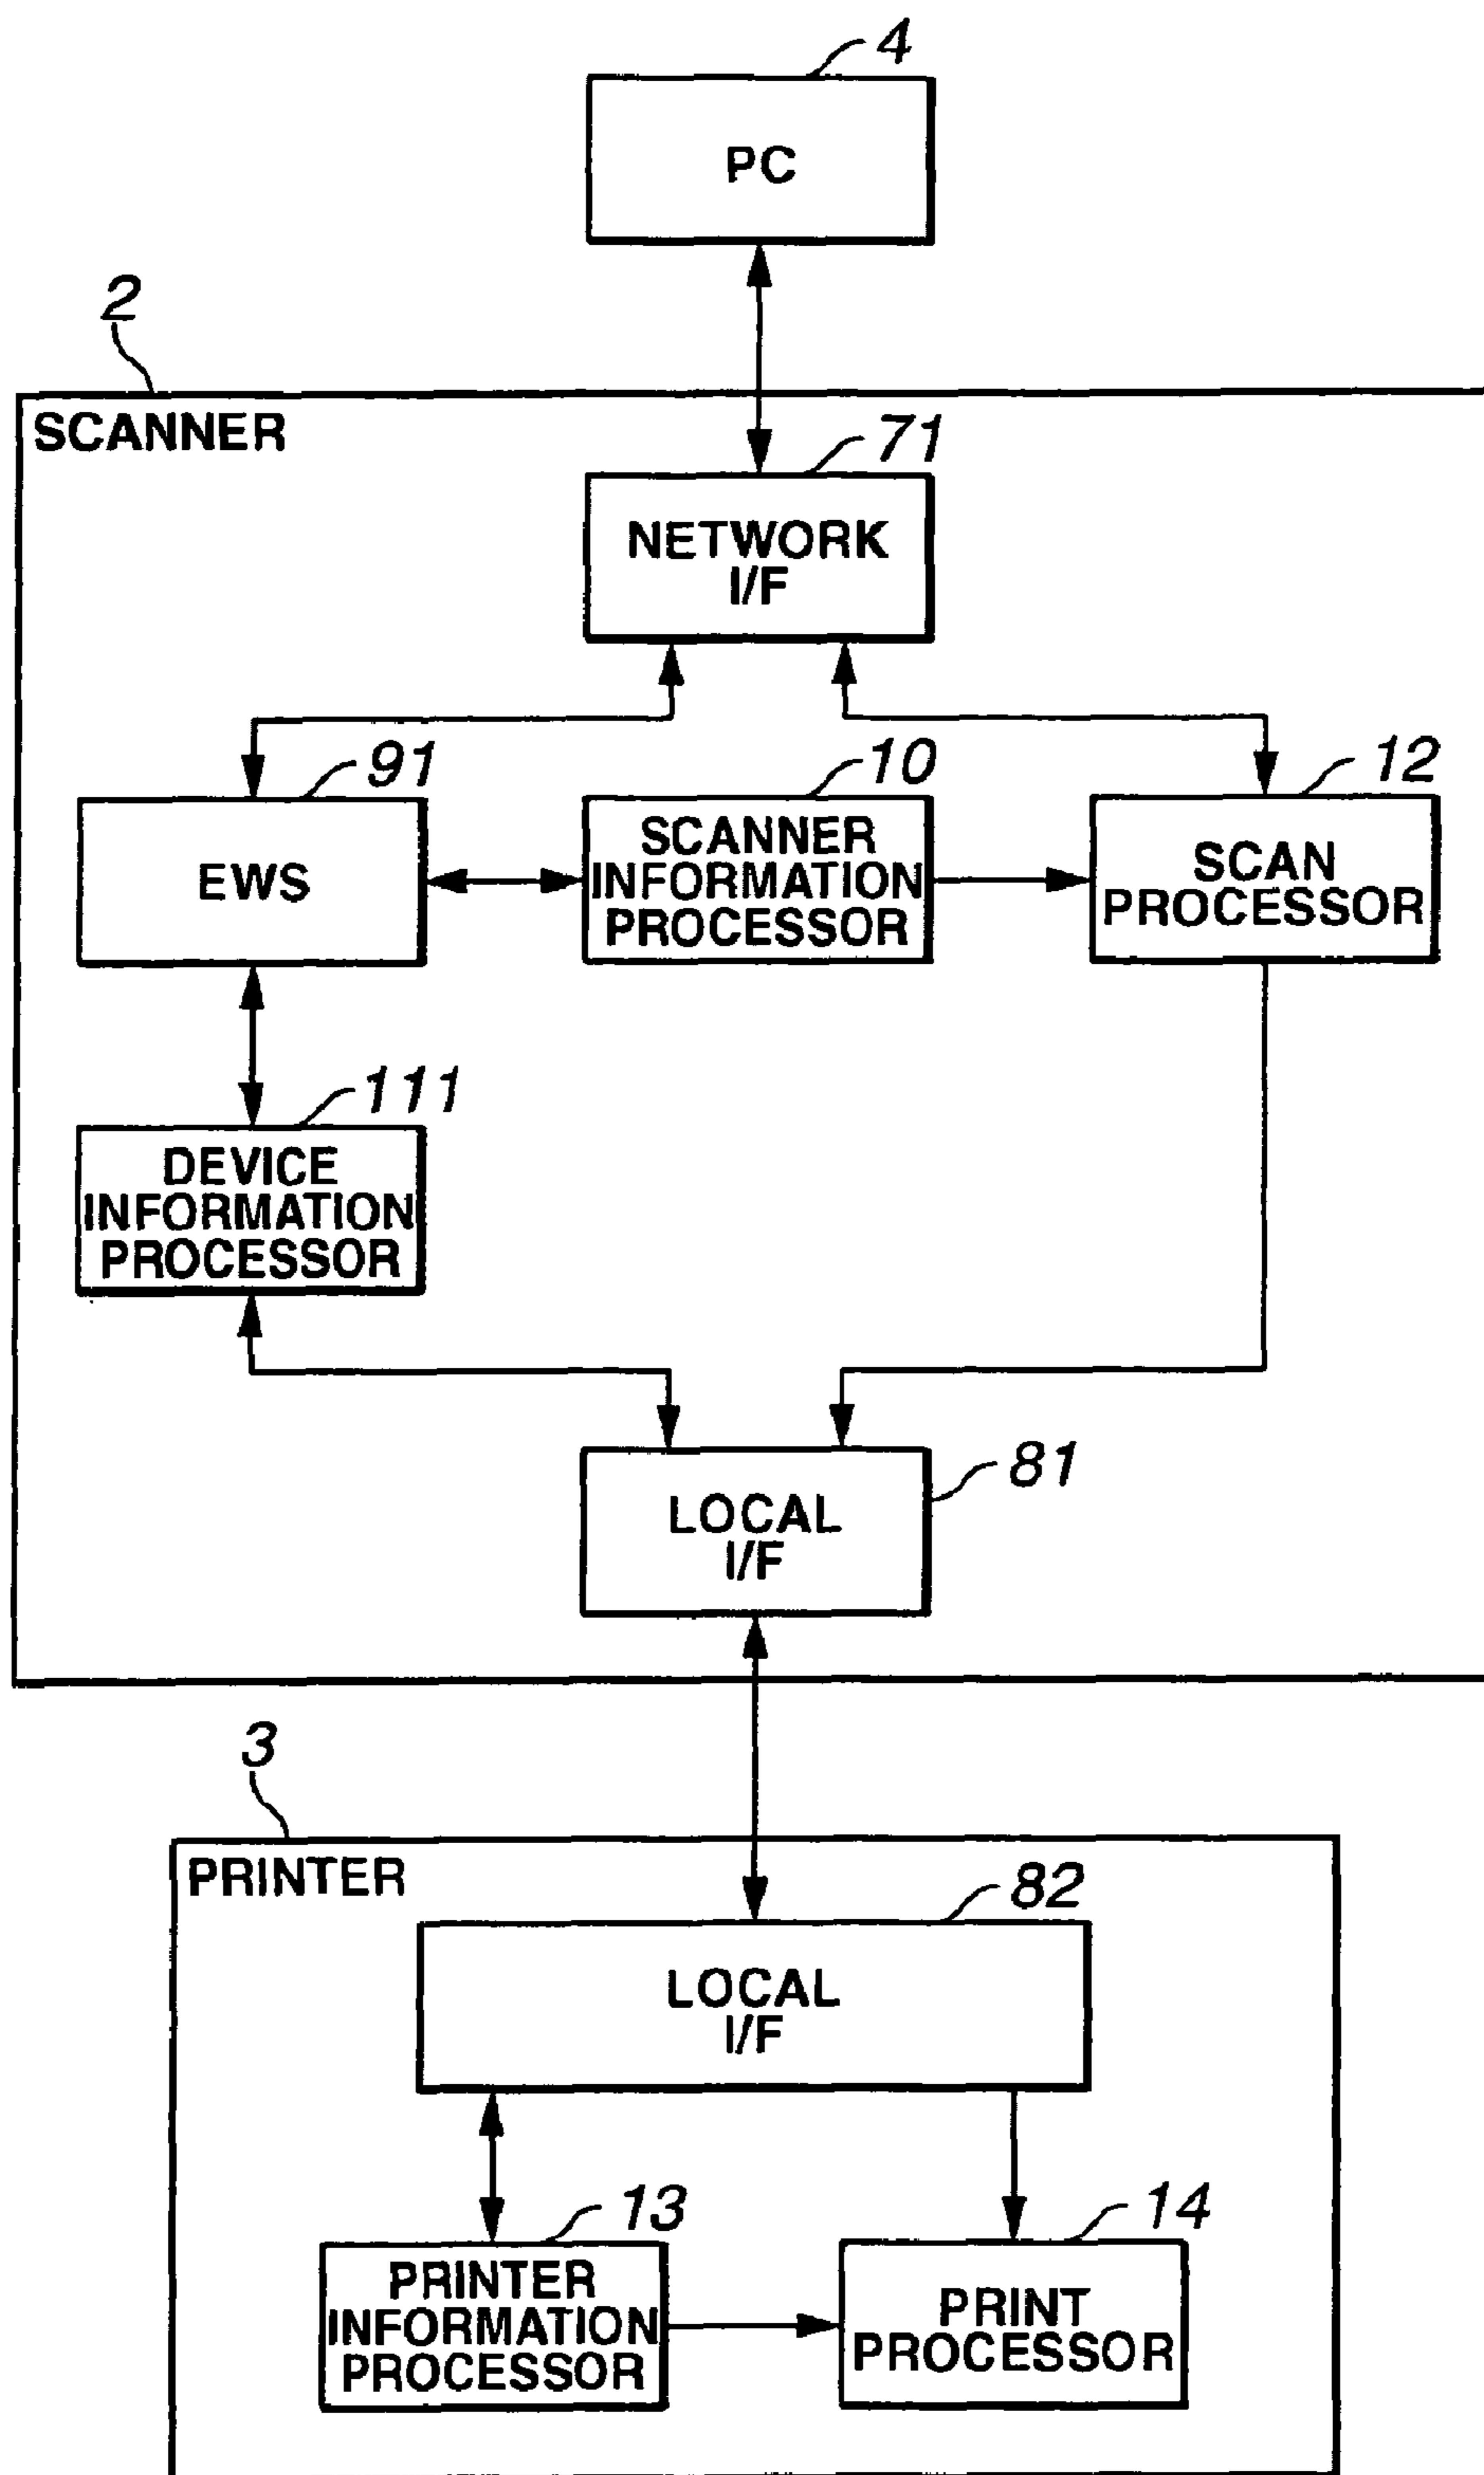 4
PC
2
SCANNER
71
NETWORK
I/F
91
10
12
EWS
SCANNER
INFORMATION
PROCESSOR
SCAN
PROCESSOR
111
DEVICE
INFORMATION
PROCESSOR
81
LOCAL
I/F
3
PRINTER
82
LOCAL
I/F
13
14
PRINTER
INFORMATION
PROCESSOR
PRINT
PROCESSOR